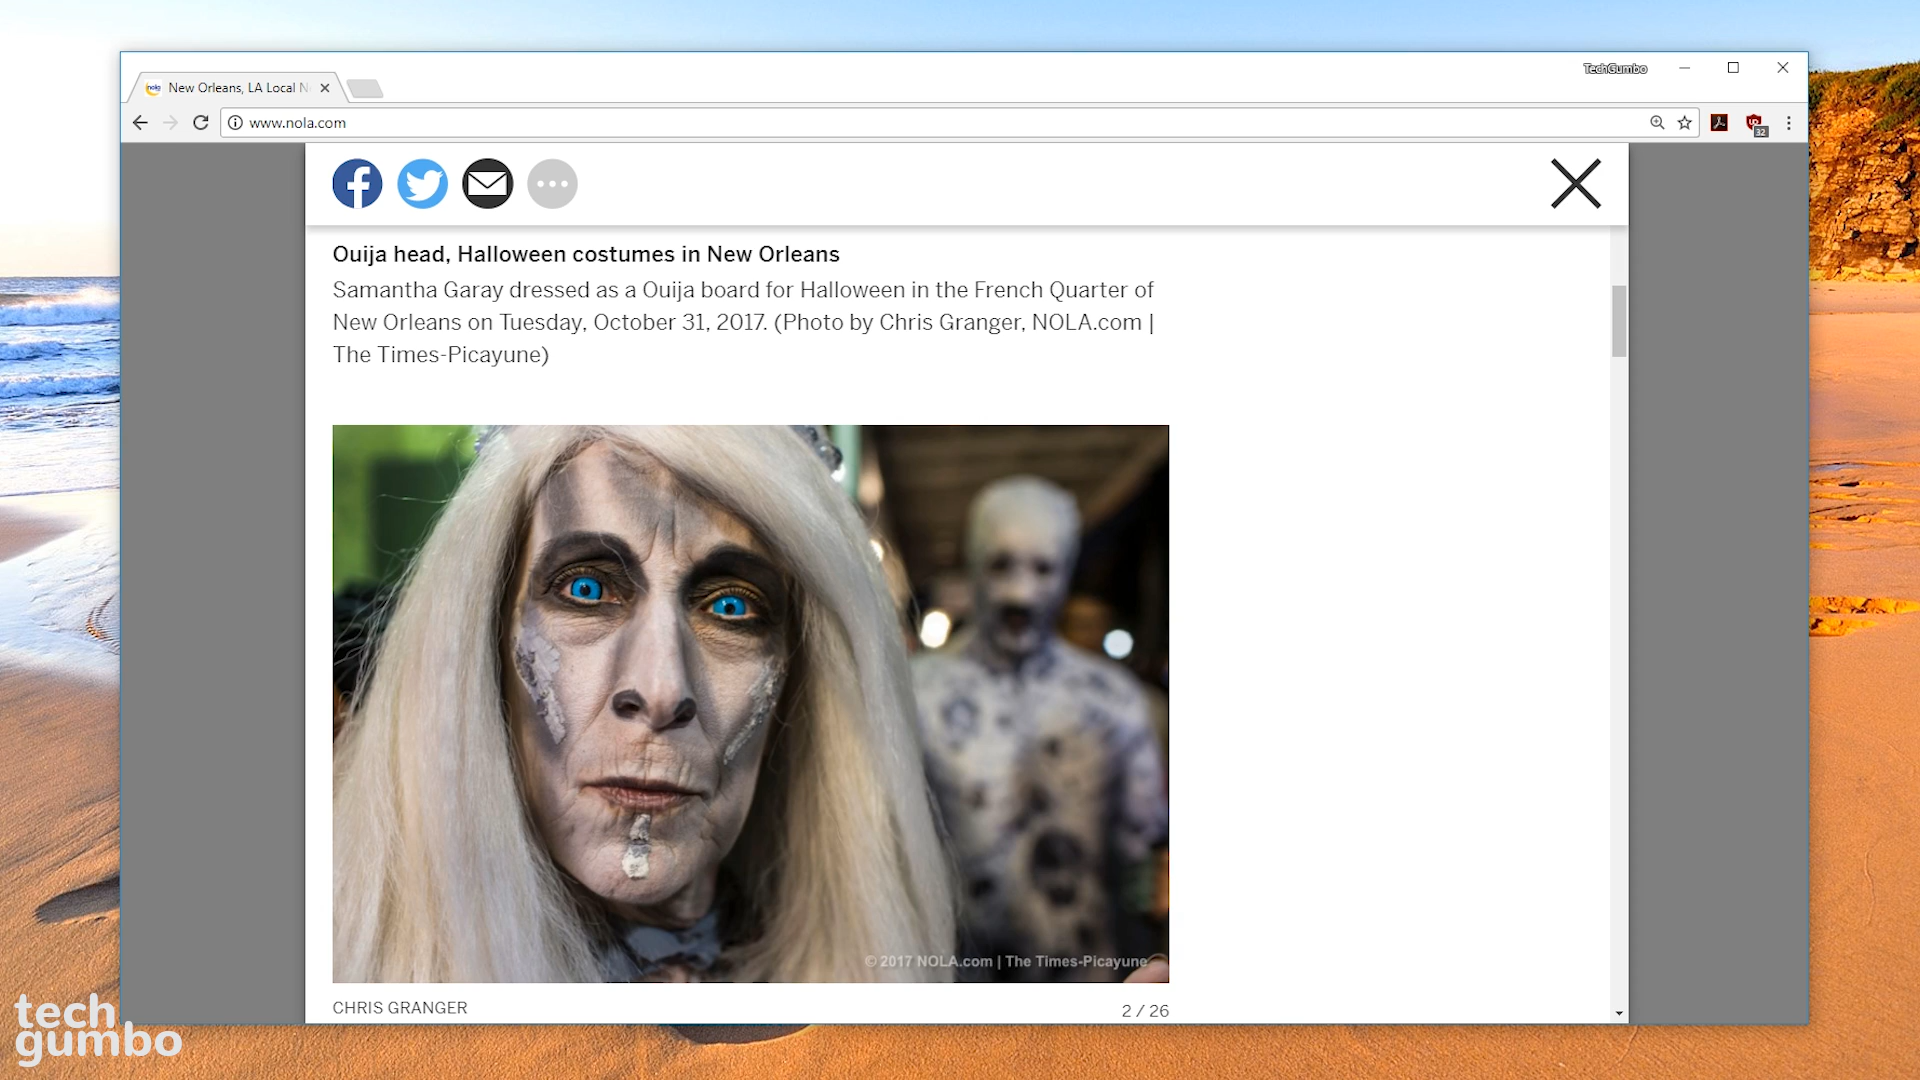 TechGumbo
New Orleans, LA Local N
www.nola.com
32
Ouija head, Halloween costumes in New Orleans
Samantha Garay dressed as a Ouija board for Halloween in the French Quarter of
New Orleans on Tuesday, October 31, 2017. (Photo by Chris Granger, NOLA.com |
The Times-Picayune)
© 2017 NOLA.com | The Times-Picayune
CHRIS GRANGER
2 / 26
tech
gumbo